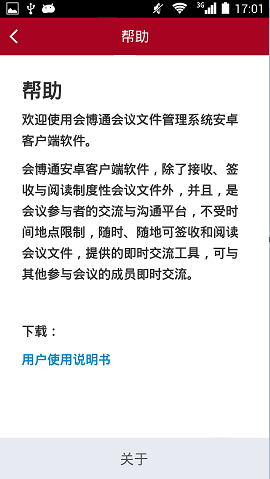 3G 17:01
帮助
帮助
欢迎使用会博通会议文件管理系统安卓
客户端软件。
会博通安卓客户端软件，除了接收、签
收与阅读制度性会议文件外，并且，是
会议参与者的交流与沟通平台，不受时
间地点限制，随时、随地可签收和阅读
会议文件，提供的即时交流工具，可与
其他参与会议的成员即时交流。
下载：
用户使用说明书
关于